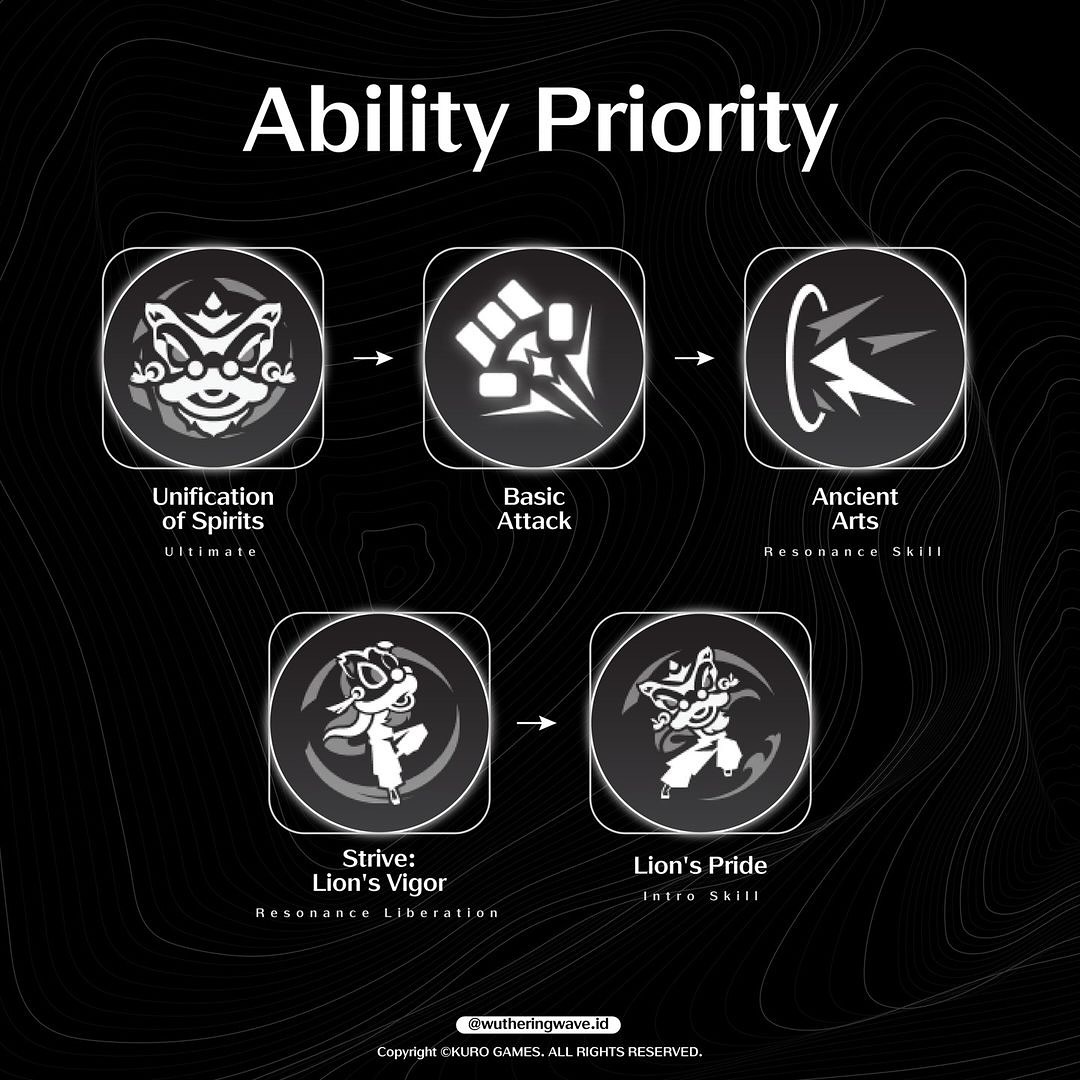 Ability Priority
Unification
of Spirits
Ultimate
Basic
Attack
Ancient
Arts
Resonance Skill
Strive:
Lion's Vigor
Resonance Liberation
Lion's Pride
Intro Skill
@wutheringwave.id
Copyright ©KURO GAMES. ALL RIGHTS RESERVED.